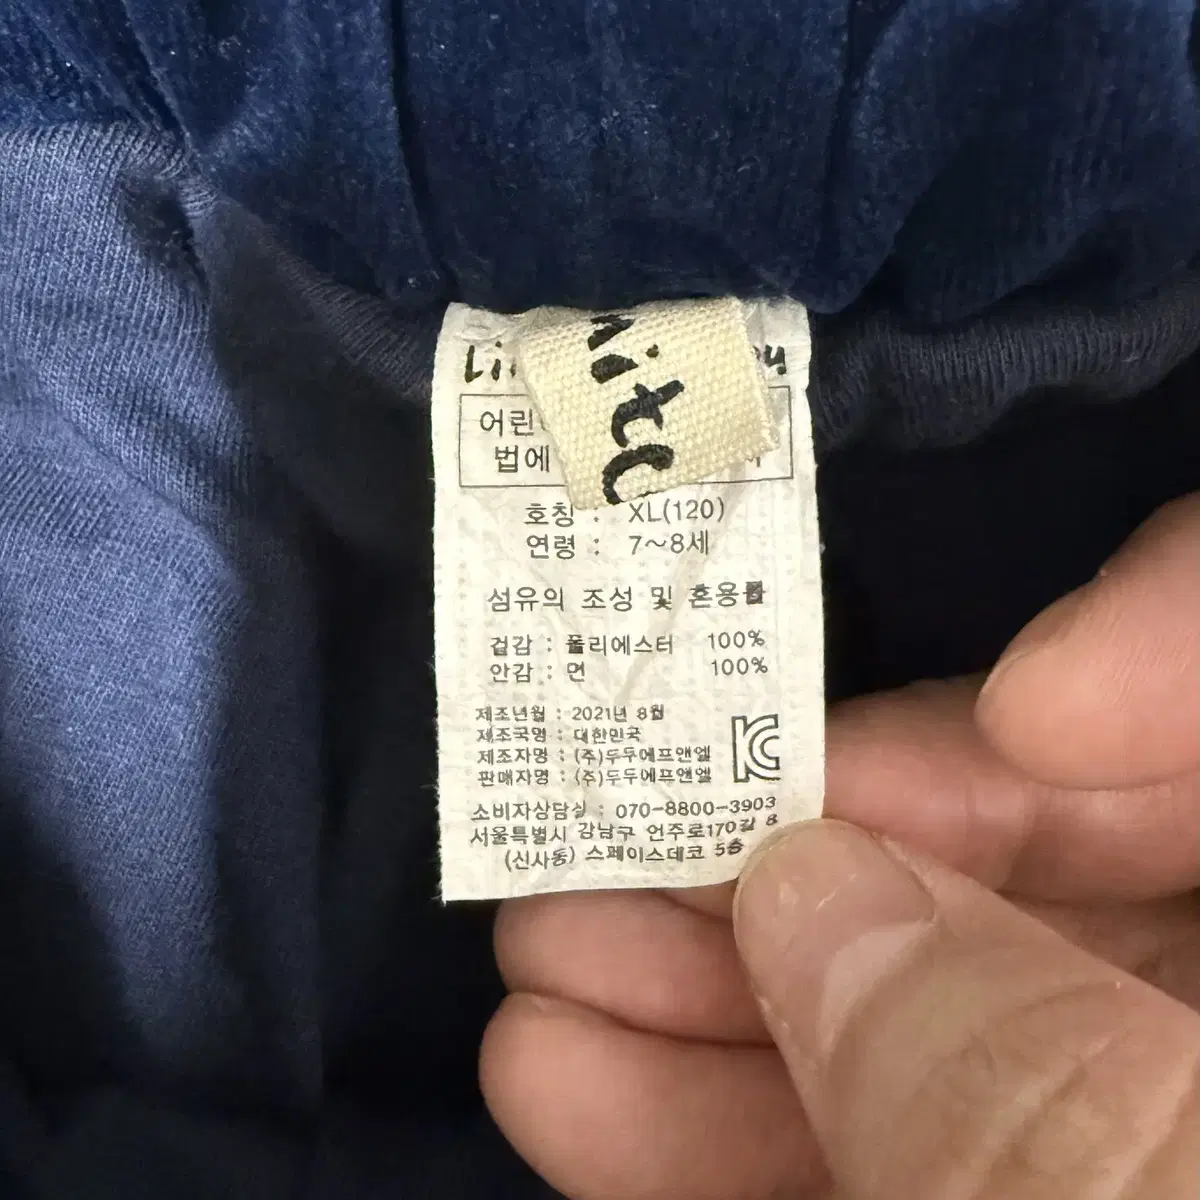 어린
법에
호칭 : XL(120)
연령 : 7~8세
섬유의 조성 및 혼용률
겉감 : 폴리에스터 100%
안감 : 면 100%
제조년월 : 2021년 8월
제조국명 : 대한민국
제조자명 : (주)두두에프앤엘
판매자명 : (주)두두에프앤엘
KC
소비자상담실 : 070-8800-3903
서울특별시 강남구 언주로170길 8
(신사동) 스페이스데코 5층